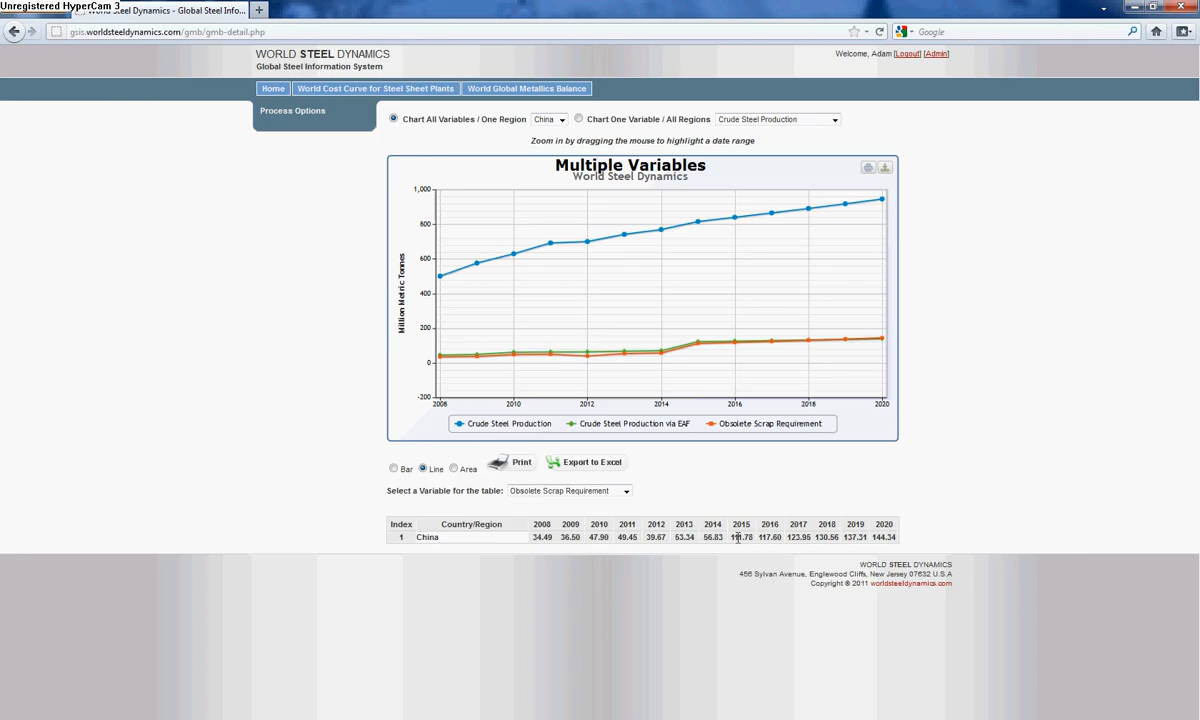 Unregistered HyperCam 3
World Steel Dynamics - Global Steel Info...
gsis.worldsteeldynamics.com/gmb/gmb-detail.php
Google
WORLD STEEL DYNAMICS
Global Steel Information System
Welcome, Adam [Logout] [Admin]
Home
World Cost Curve for Steel Sheet Plants
World Global Metallics Balance
Process Options
Chart All Variables / One Region China
Chart One Variable / All Regions Crude Steel Production
Zoom in by dragging the mouse to highlight a date range
Multiple Variables
World Steel Dynamics
Million Metric Tonnes
1,000
800
600
400
200
0
-200
2008 2010 2012 2014 2016 2018 2020
Crude Steel Production Crude Steel Production via EAF Obsolete Scrap Requirement
Bar Line Area Print Export to Excel
Select a Variable for the table: Obsolete Scrap Requirement
Index Country/Region 2008 2009 2010 2011 2012 2013 2014 2015 2016 2017 2018 2019 2020
1 China 34.49 36.50 47.90 49.45 39.67 53.34 56.83 117.60 123.95 130.56 137.31 144.34
WORLD STEEL DYNAMICS
456 Sylvan Avenue, Englewood Cliffs, New Jersey 07632 U.S.A
Copyright © 2011 worldsteeldynamics.com